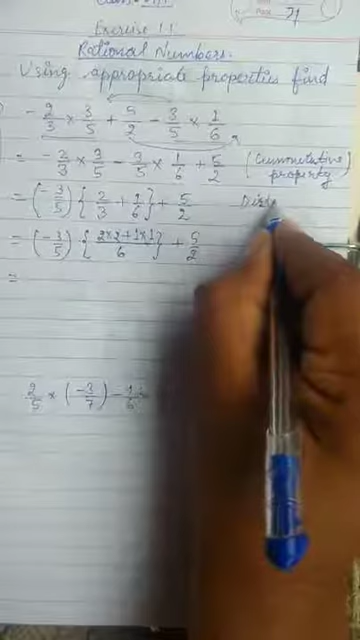 71
Exercise 1.1
Rational Numbers.
Using appropriate properties find
-2/3 × 3/5 + 5/2 - 3/5 × 1/6
= -2/3 × 3/5 - 3/5 × 1/6 + 5/2 (Commutative property)
= (-3/5) {2/3 + 1/6} + 5/2
= (-3/5) {2×2+1×1/6} + 5/2
=
2/5 × (-3/7) - 1/6 ×